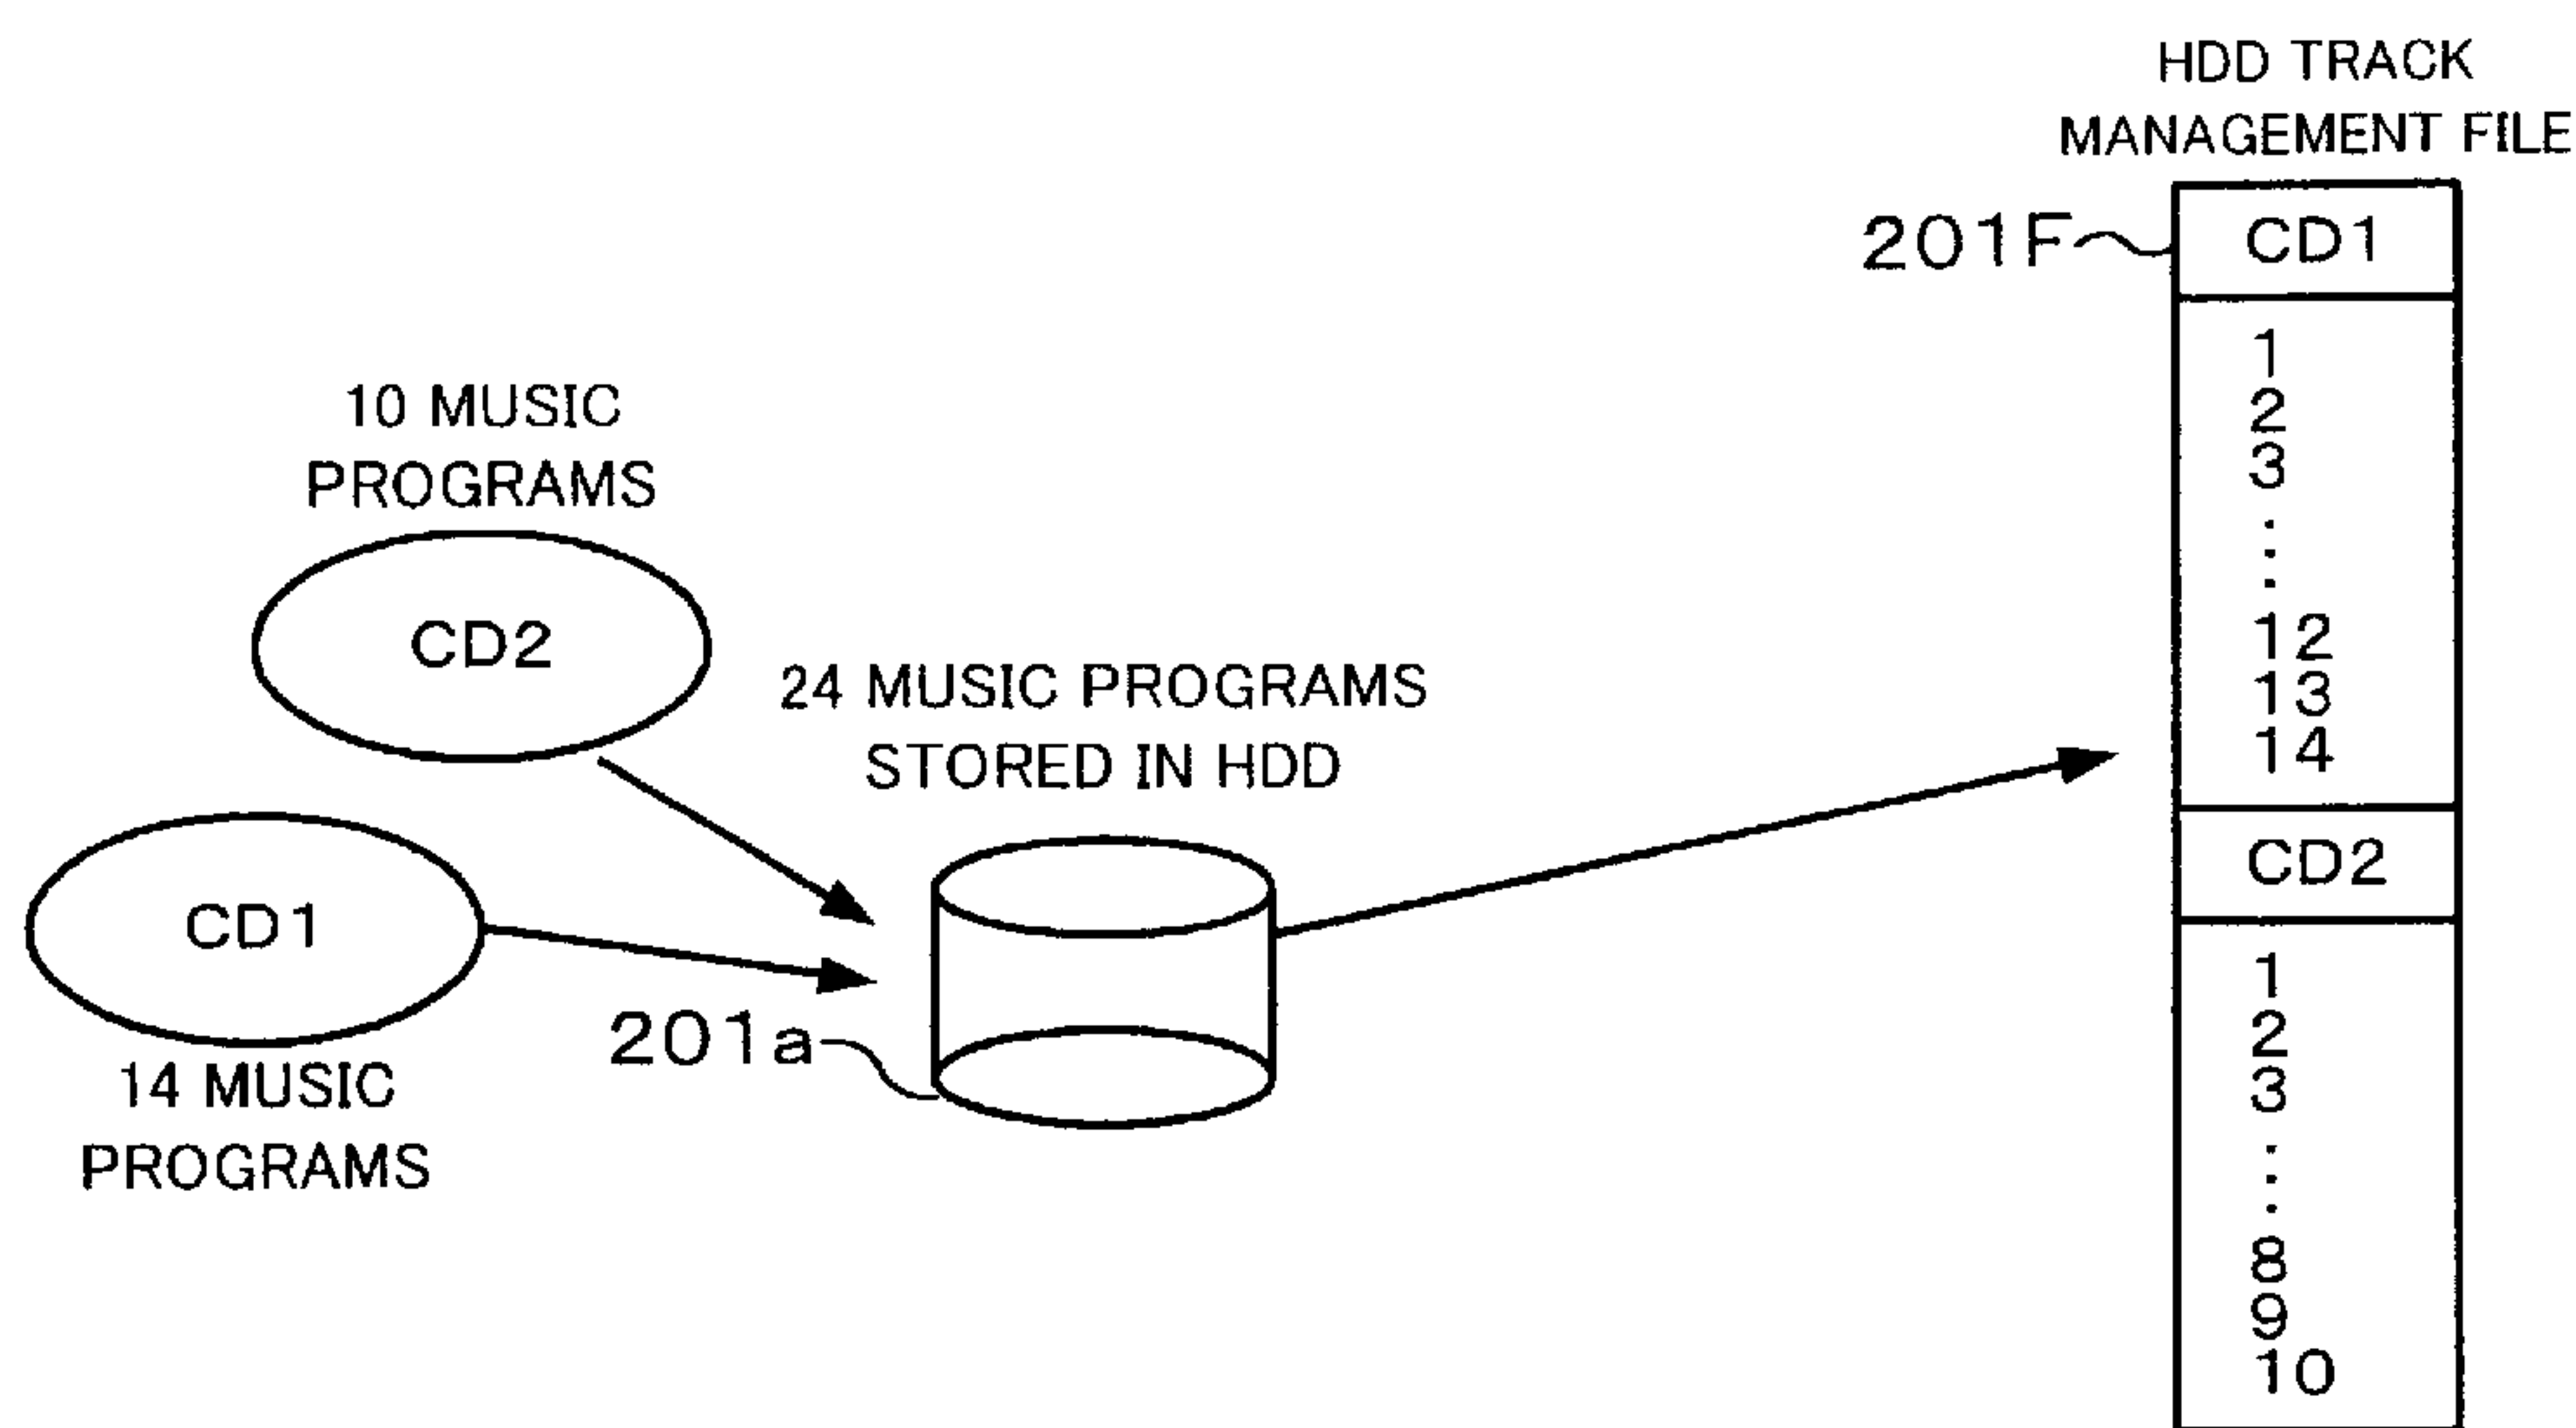 10 MUSIC
PROGRAMS
CD2
CD1
14 MUSIC
PROGRAMS
24 MUSIC PROGRAMS
STORED IN HDD
201a
HDD TRACK
MANAGEMENT FILE
201F
CD1
1
2
3
⋮
12
13
14
CD2
1
2
3
⋮
8
9
10